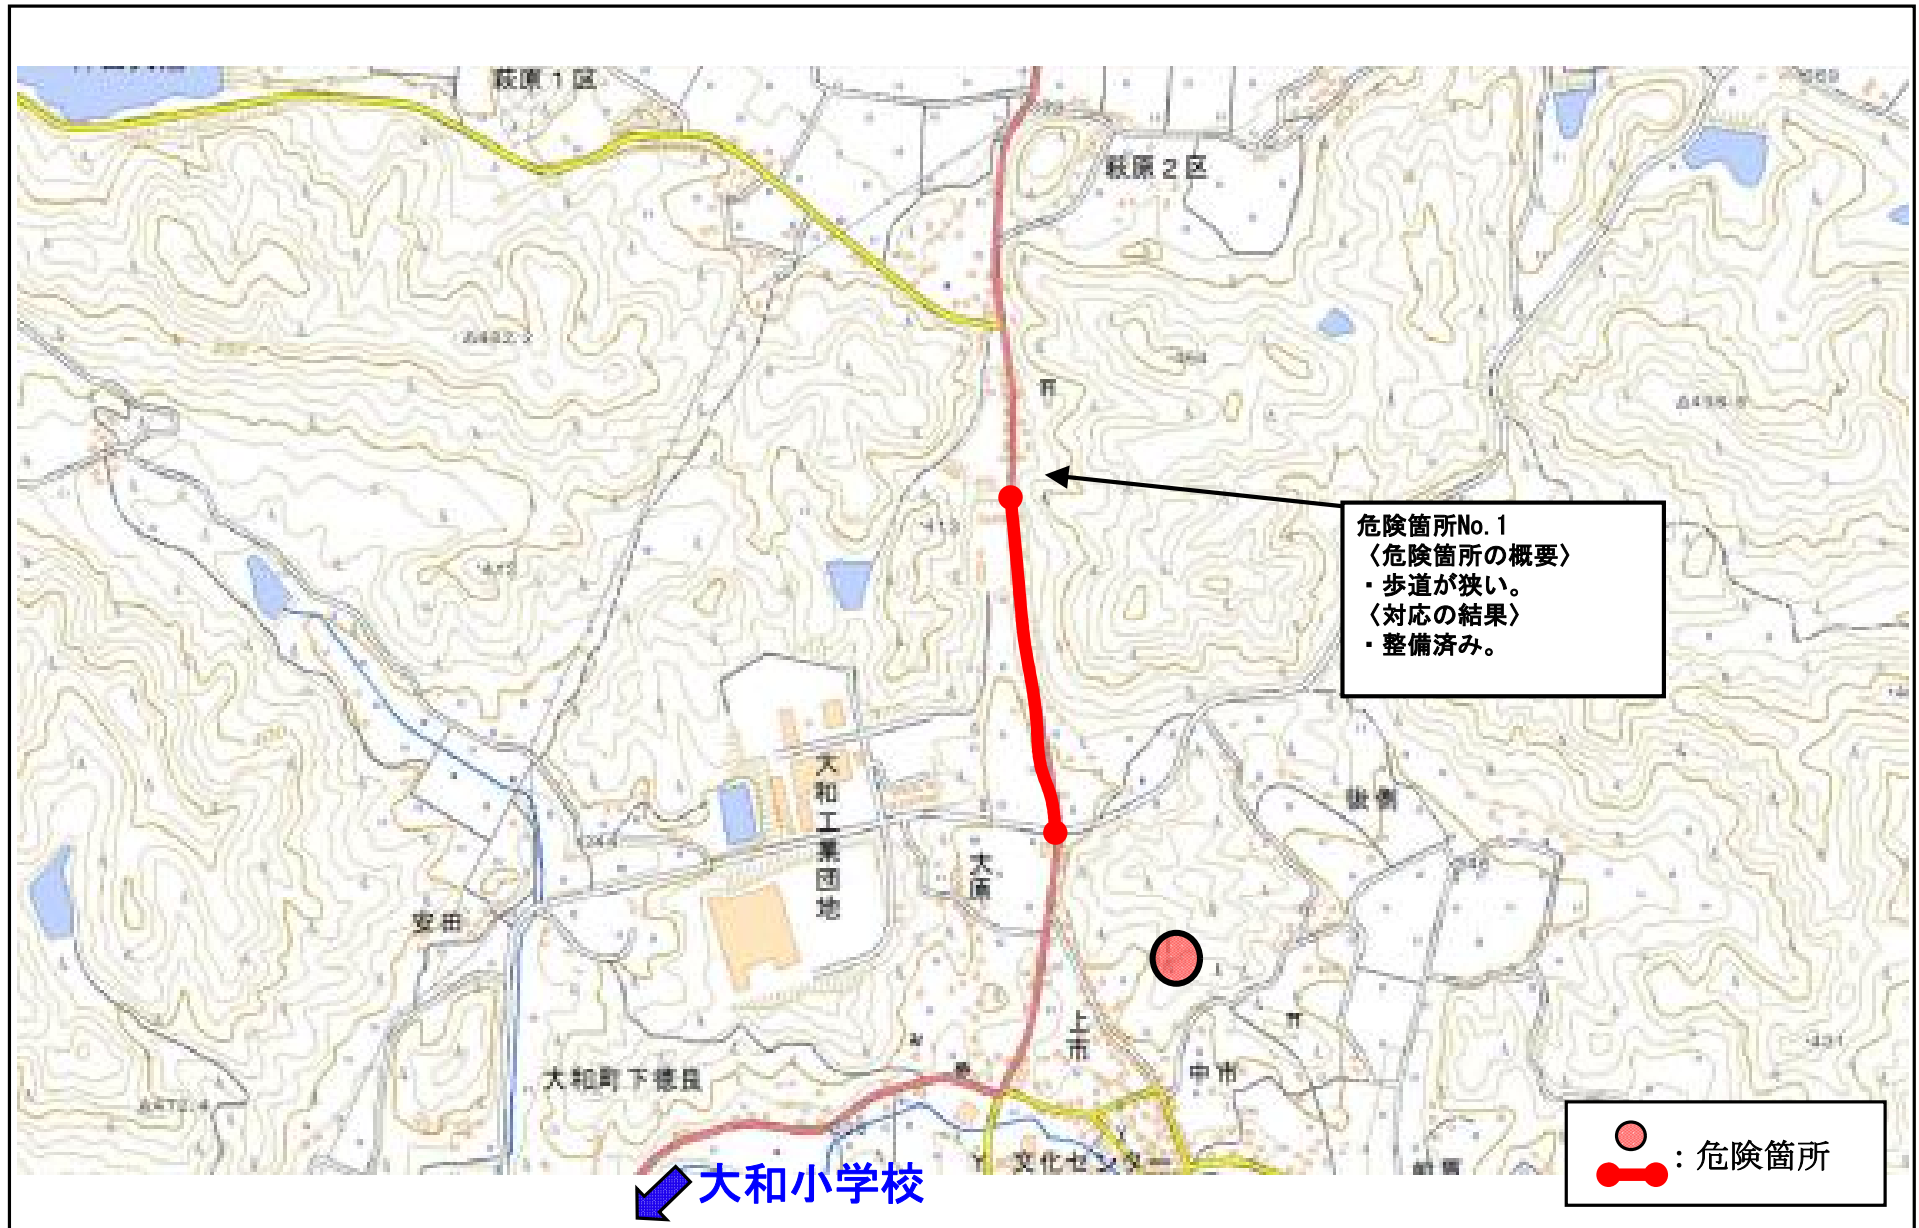 萩原1区
萩原2区
危険箇所No.1
〈危険箇所の概要〉
・歩道が狭い。
〈対応の結果〉
・整備済み。
大和工業団地
大原
安田
上市
中市
大和町下徳良
文化センター
大和小学校
：危険箇所